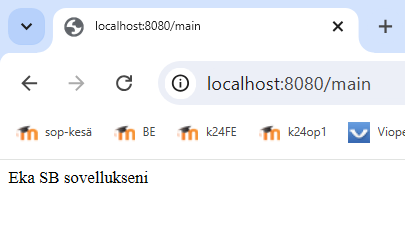 localhost:8080/main
localhost:8080/main
sop-kesä BE k24FE k24op1 Viope
Eka SB sovellukseni